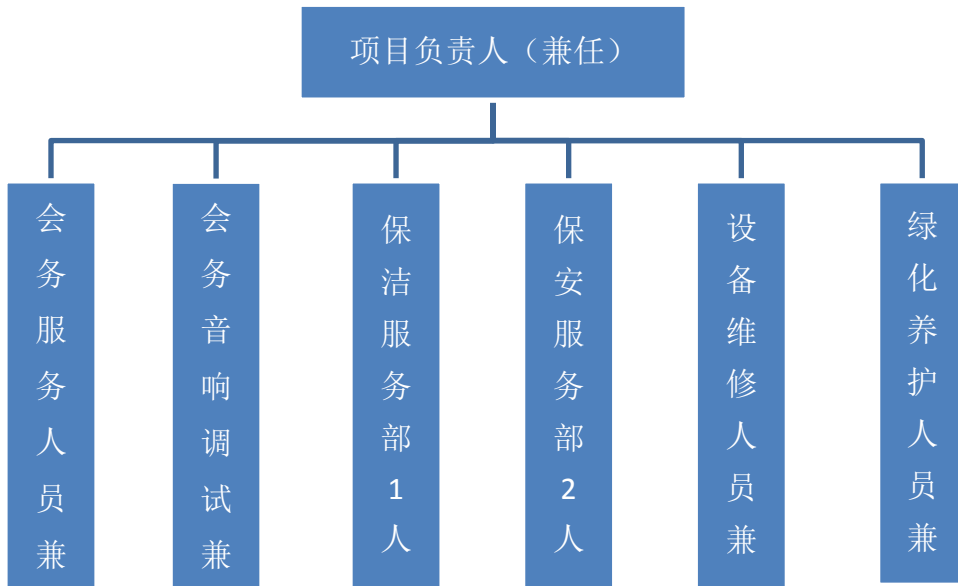 项目负责人（兼任）
会务服务人员兼
会务音响调试兼
保洁服务部1人
保安服务部2人
设备维修人员兼
绿化养护人员兼